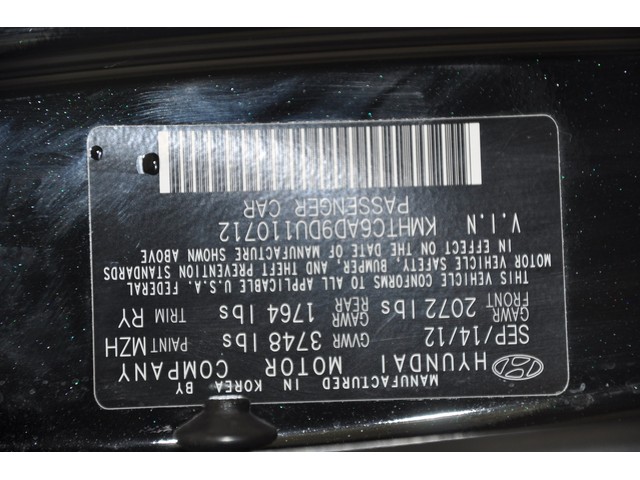 MANUFACTURED IN KOREA BY
HYUNDAI MOTOR COMPANY
SEP/14/12 GVWR 3748 lbs PAINT MZH
GAWR FRONT 2072 lbs GAWR REAR 1764 lbs TRIM RY
THIS VEHICLE CONFORMS TO ALL APPLICABLE U.S.A. FEDERAL
MOTOR VEHICLE SAFETY, BUMPER, AND THEFT PREVENTION STANDARDS
IN EFFECT ON THE DATE OF MANUFACTURE SHOWN ABOVE
V.I.N KMHTC6AD9DU110712
PASSENGER CAR